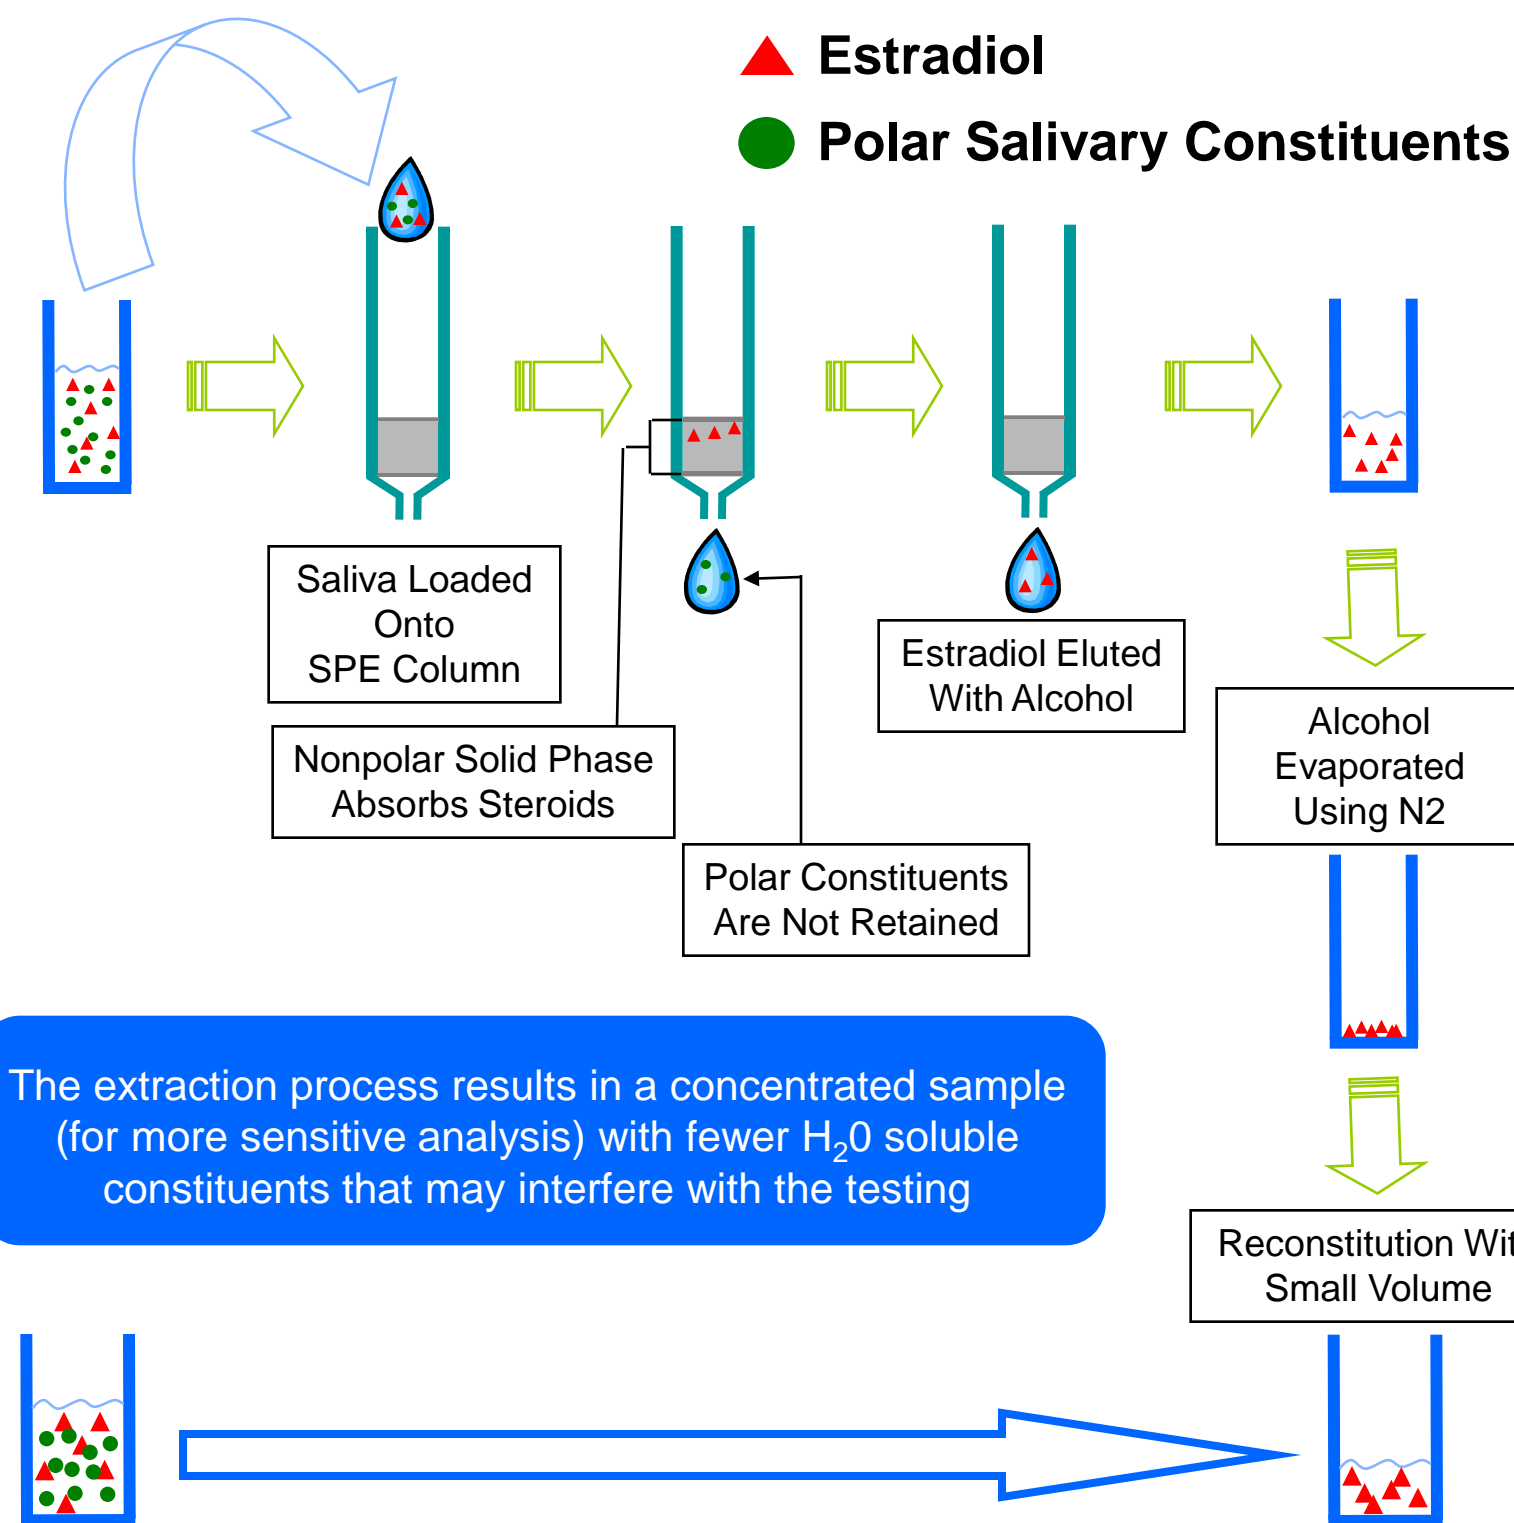 Estradiol
Polar Salivary Constituents
Saliva Loaded
Onto
SPE Column
Nonpolar Solid Phase
Absorbs Steroids
Polar Constituents
Are Not Retained
Estradiol Eluted
With Alcohol
Alcohol
Evaporated
Using N2
The extraction process results in a concentrated sample
(for more sensitive analysis) with fewer H₂0 soluble
constituents that may interfere with the testing
Reconstitution Wit
Small Volume